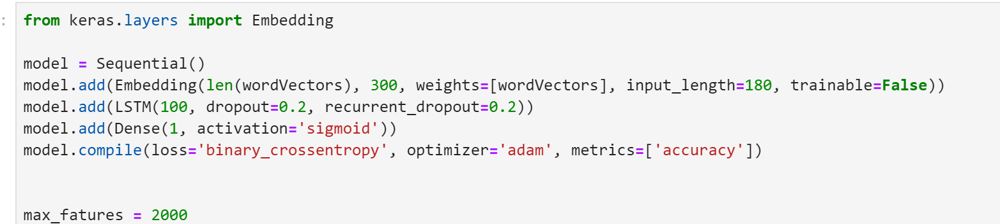 :
from keras.layers import Embedding
model = Sequential()
model.add(Embedding(len(wordVectors), 300, weights=[wordVectors], input_length=180, trainable=False))
model.add(LSTM(100, dropout=0.2, recurrent_dropout=0.2))
model.add(Dense(1, activation='sigmoid'))
model.compile(loss='binary_crossentropy', optimizer='adam', metrics=['accuracy'])
max_fatures = 2000